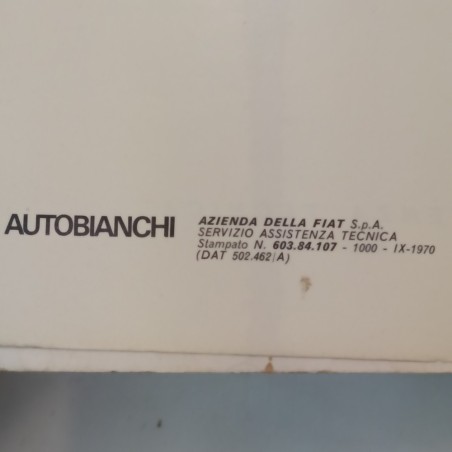 AUTOBIANCHI
AZIENDA DELLA FIAT S.p.A.
SERVIZIO ASSISTENZA TECNICA
Stampato N. 603.84.107 - 1000 - IX-1970
(DAT 502.462/A)